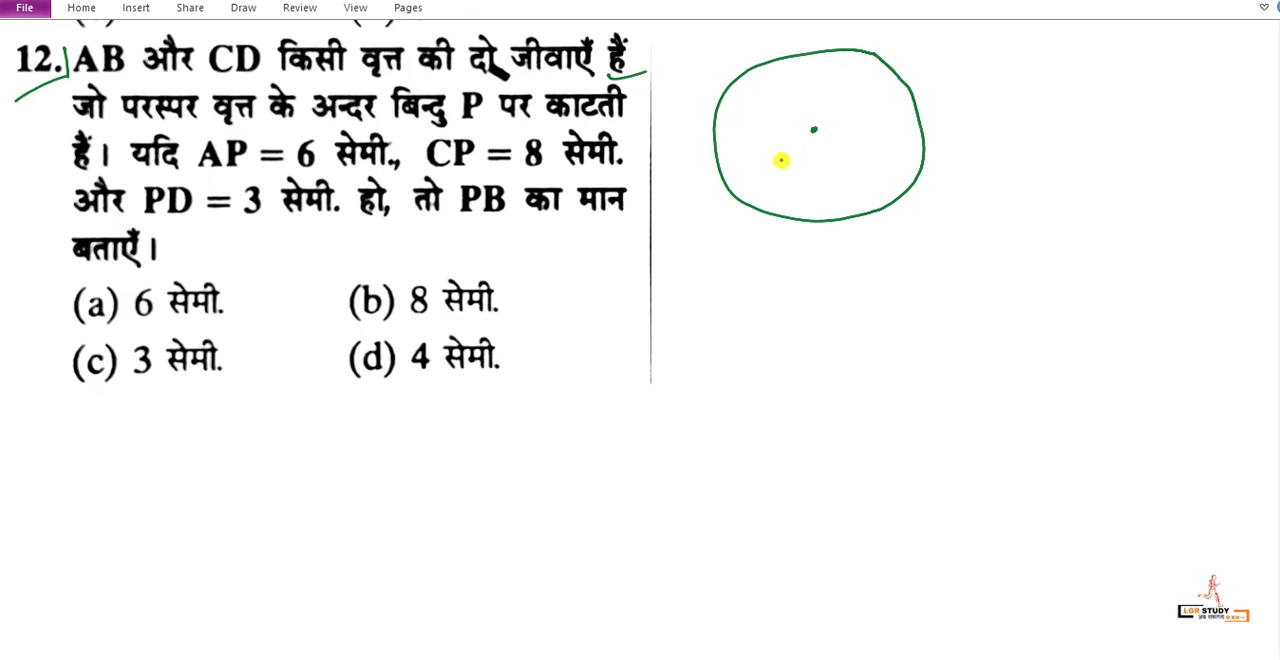 File Home Insert Share Draw Review View Pages
12. AB और CD किसी वृत्त की दो जीवाएँ हैं
जो परस्पर वृत्त के अन्दर बिन्दु P पर काटती
हैं। यदि AP = 6 सेमी., CP = 8 सेमी.
और PD = 3 सेमी. हो, तो PB का मान
बताएँ।
(a) 6 सेमी. (b) 8 सेमी.
(c) 3 सेमी. (d) 4 सेमी.
LGR STUDY